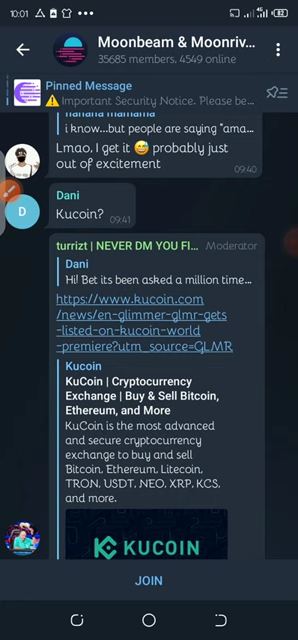 10:01
82
Moonbeam & Moonriv...
35685 members, 4549 online
Pinned Message
⚠️Important Security Notice. Please be...
hahaha mamama
i know...but people are saying "ama...
Lmao. I get it 😅 probably just
out of excitement
09:40
Dani
D
Kucoin?
09:41
turrizt | NEVER DM YOU FI...
Moderator
Dani
Hi! Bet its been asked a million time...
https://www.kucoin.com
/news/en-glimmer-glmr-gets
-listed-on-kucoin-world
-premiere?utm_source=GLMR
Kucoin
KuCoin | Cryptocurrency
Exchange | Buy & Sell Bitcoin,
Ethereum, and More
KuCoin is the most advanced
and secure cryptocurrency
exchange to buy and sell
Bitcoin, Ethereum, Litecoin,
TRON, USDT, NEO, XRP, KCS,
and more.
KUCOIN
JOIN